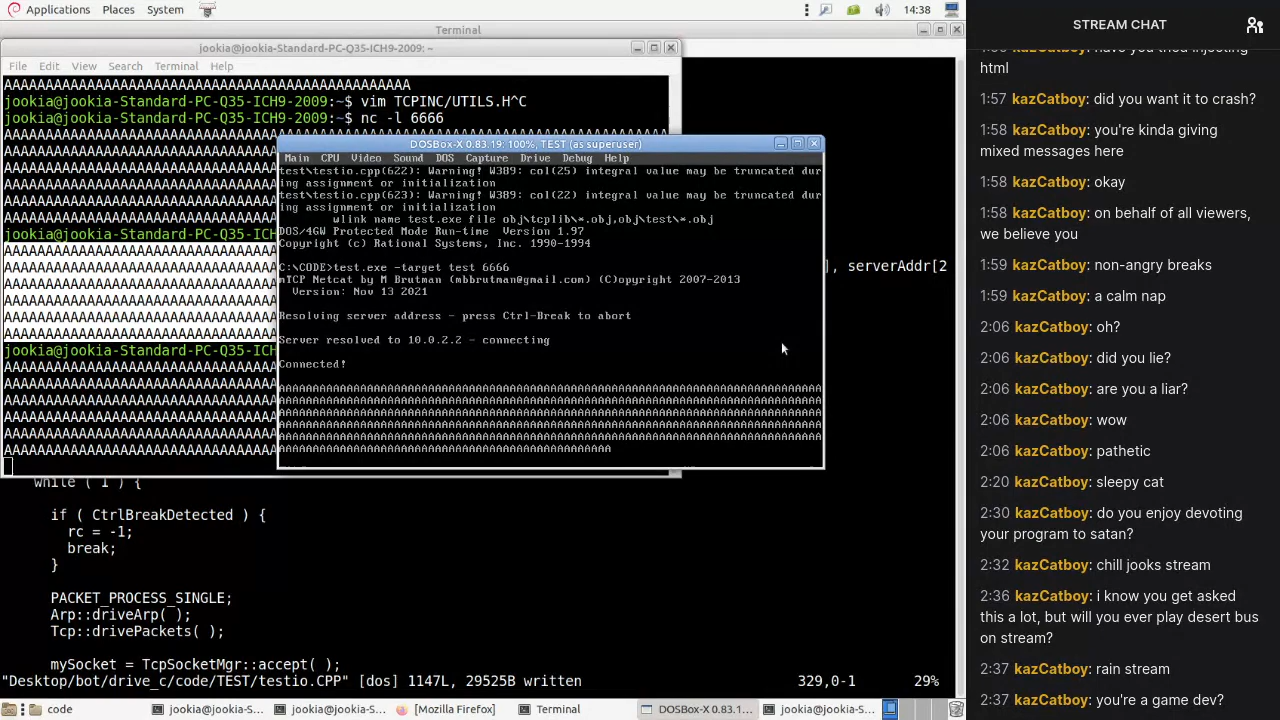 Applications Places System 14:38
Terminal
jookia@jookia-Standard-PC-Q35-ICH9-2009: ~
File Edit View Search Terminal Help
AAAAAAAAAAAAAAAAAAAAAAAAAAAAAAAAAAAAAAAAAAAAAAAAA
jookia@jookia-Standard-PC-Q35-ICH9-2009:~$ vim TCPINC/UTILS.H^C
jookia@jookia-Standard-PC-Q35-ICH9-2009:~$ nc -l 6666
jookia@jookia-Standard-PC-Q35-ICH
jookia@jookia-Standard-PC-Q35-ICH
DOSBox-X 0.83.19: 100%, TEST (as superuser)
Main CPU Video Sound DOS Capture Drive Debug Help
test\testio.cpp(622): Warning! W389: col(25) integral value may be truncated dur
ing assignment or initialization
test\testio.cpp(623): Warning! W389: col(22) integral value may be truncated dur
ing assignment or initialization
wlink name test.exe file obj\tcplib\*.obj,obj\test\*.obj
DOS/4GW Protected Mode Run-time Version 1.97
Copyright (c) Rational Systems, Inc. 1990-1994
C:\CODE>test.exe -target test 6666
mTCP Netcat by M Brutman (mbbrutman@gmail.com) (C)opyright 2007-2013
Version: Nov 13 2021
Resolving server address - press Ctrl-Break to abort
Server resolved to 10.0.2.2 - connecting
Connected!
], serverAddr[2
while ( 1 ) {
if ( CtrlBreakDetected ) {
rc = -1;
break;
}
PACKET_PROCESS_SINGLE;
Arp::driveArp( );
Tcp::drivePackets( );
mySocket = TcpSocketMgr::accept( );
"Desktop/bot/drive_c/code/TEST/testio.CPP" [dos] 1147L, 29525B written 329,0-1 29%
code jookia@jookia-S... jookia@jookia-S... [Mozilla Firefox] Terminal DOSBox-X 0.83.1... jookia@jookia-S...
STREAM CHAT
html
1:57 kazCatboy: did you want it to crash?
1:58 kazCatboy: you're kinda giving
mixed messages here
1:58 kazCatboy: okay
1:58 kazCatboy: on behalf of all viewers,
we believe you
1:59 kazCatboy: non-angry breaks
1:59 kazCatboy: a calm nap
2:06 kazCatboy: oh?
2:06 kazCatboy: did you lie?
2:06 kazCatboy: are you a liar?
2:06 kazCatboy: wow
2:06 kazCatboy: pathetic
2:20 kazCatboy: sleepy cat
2:30 kazCatboy: do you enjoy devoting
your program to satan?
2:32 kazCatboy: chill jooks stream
2:36 kazCatboy: i know you get asked
this a lot, but will you ever play desert bus
on stream?
2:37 kazCatboy: rain stream
2:37 kazCatboy: you're a game dev?